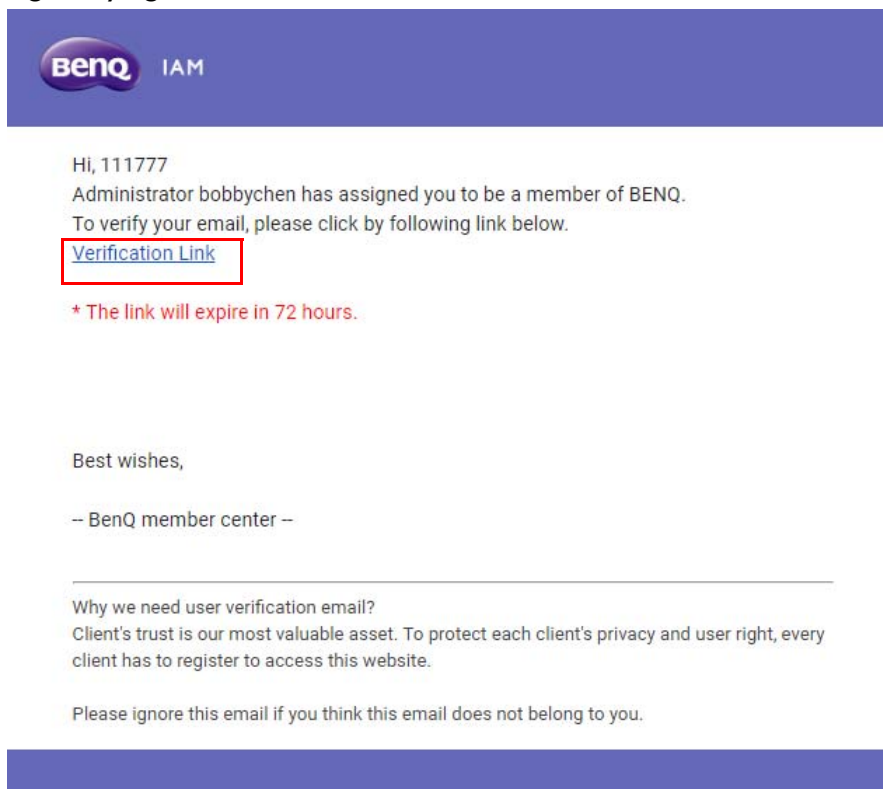 BenQ IAM
Hi, 111777
Administrator bobbychen has assigned you to be a member of BENQ.
To verify your email, please click by following link below.
Verification Link
* The link will expire in 72 hours.
Best wishes,
-- BenQ member center --
Why we need user verification email?
Client's trust is our most valuable asset. To protect each client's privacy and user right, every
client has to register to access this website.
Please ignore this email if you think this email does not belong to you.